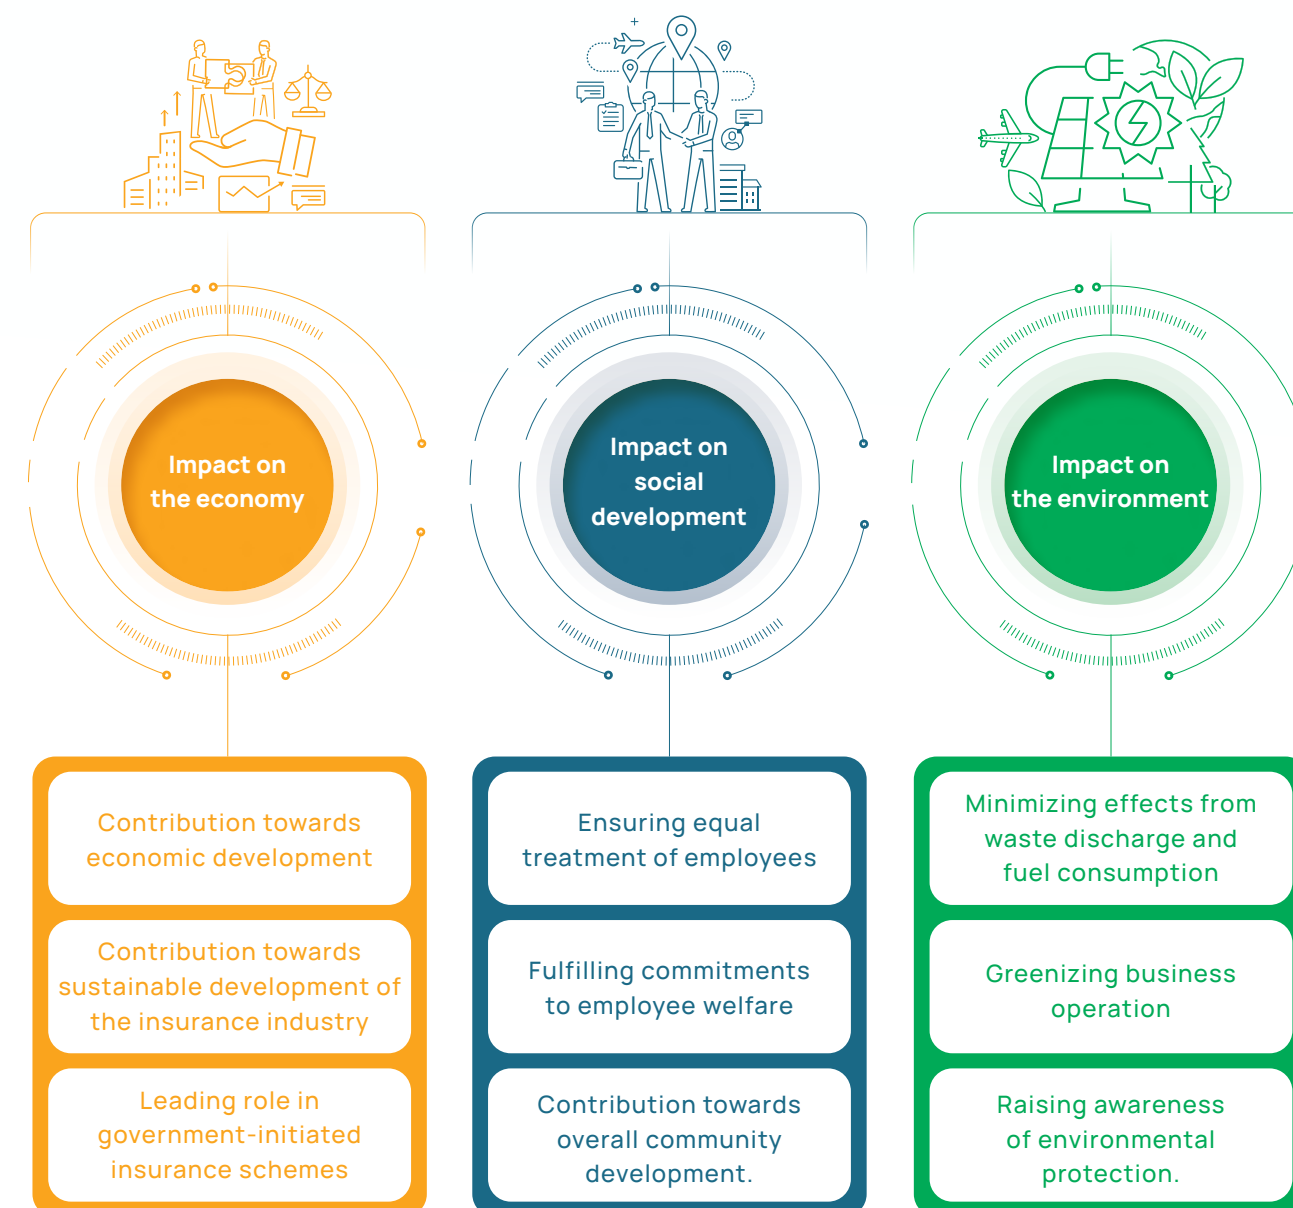 Impact on
the economy
Impact on
social
development
Impact on
the environment
Contribution towards
economic development
Contribution towards
sustainable development of
the insurance industry
Leading role in
government-initiated
insurance schemes
Ensuring equal
treatment of employees
Fulfilling commitments
to employee welfare
Contribution towards
overall community
development.
Minimizing effects from
waste discharge and
fuel consumption
Greenizing business
operation
Raising awareness
of environmental
protection.